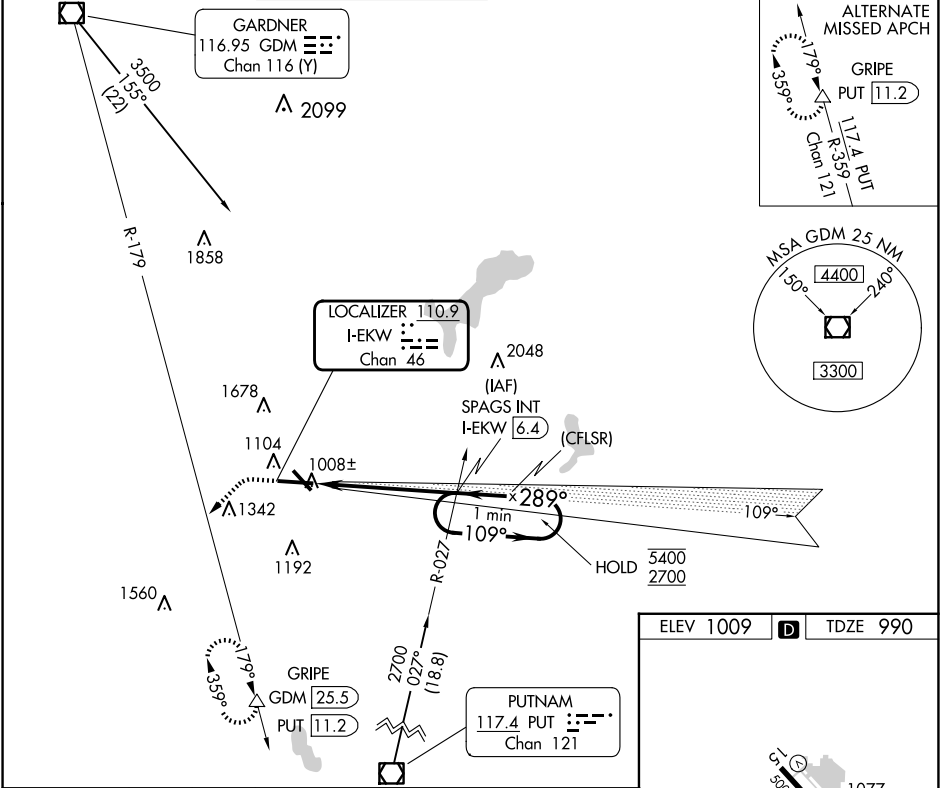 GARDNER
116.95 GDM
Chan 116 (Y)
3500
155°
(22)
2099
R-179
1858
ALTERNATE
MISSED APCH
179°
359°
GRIPE
PUT 11.2
117.4 PUT
R-359
Chan 121
MSA GDM 25 NM
150°
4400
240°
3300
LOCALIZER 110.9
I-EKW
Chan 46
2048
(IAF)
SPAGS INT
I-EKW 6.4
(CFLSR)
1678
1104
1008±
1342
289°
1 min
109°
109°
HOLD 5400
2700
1192
R-027
1560
179°
359°
GRIPE
GDM 25.5
PUT 11.2
2700
027°
(18.8)
PUTNAM
117.4 PUT
Chan 121
ELEV 1009 D TDZE 990
15
V
1077